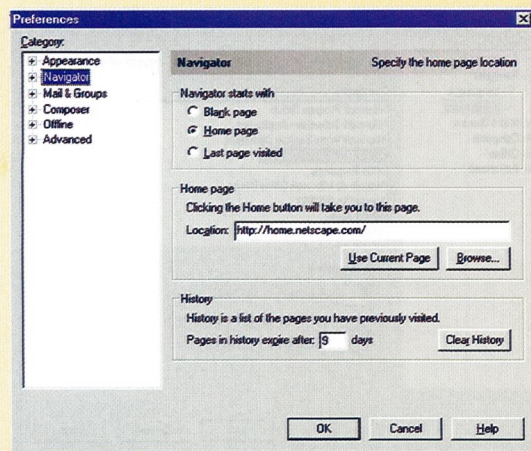 Preferences
Category:
Appearance
Navigator
Mail & Groups
Composer
Offline
Advanced
Navigator Specify the home page location
Navigator starts with
Blank page
Home page
Last page visited
Home page
Clicking the Home button will take you to this page.
Location: http://home.netscape.com/
Use Current Page Browse...
History
History is a list of the pages you have previously visited.
Pages in history expire after: 9 days Clear History
OK Cancel Help